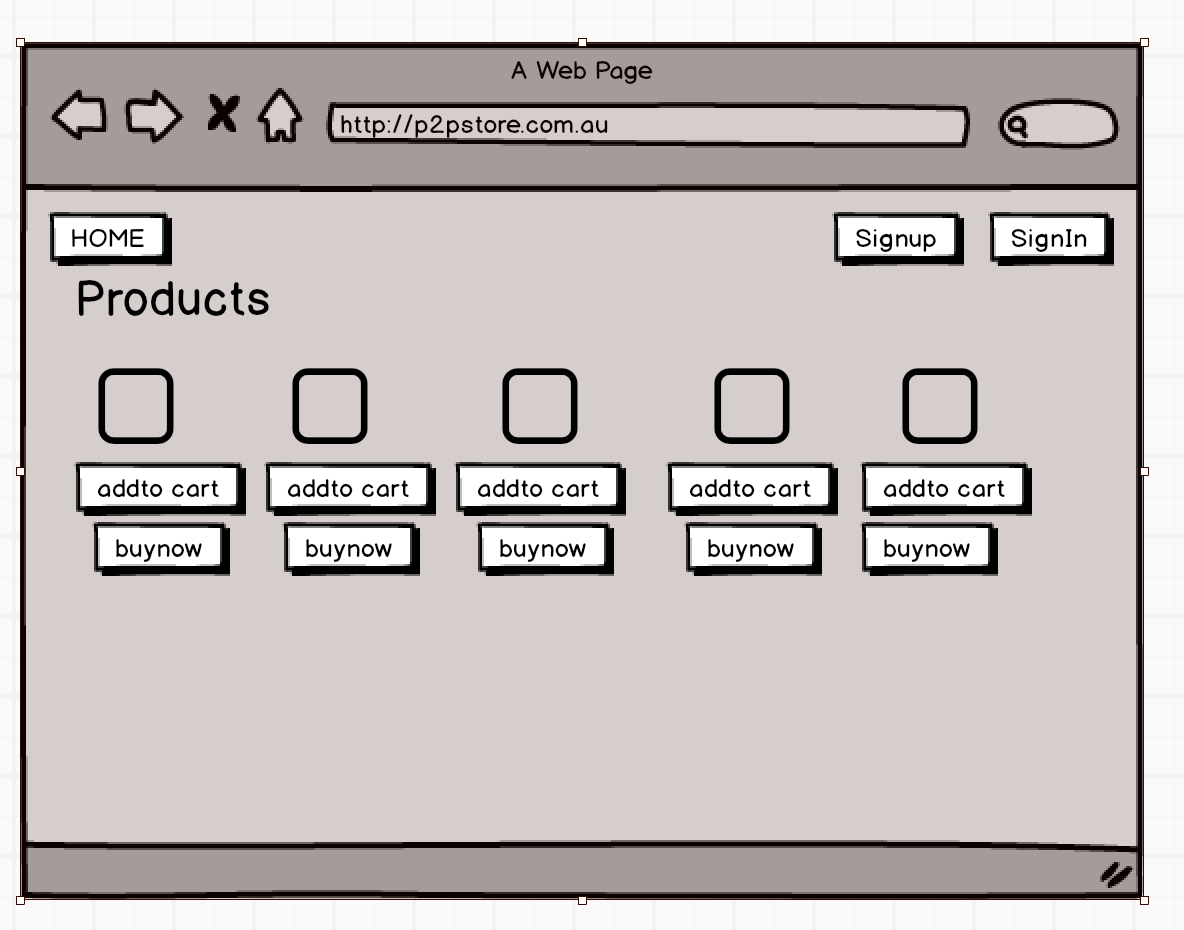 A Web Page
http://p2pstore.com.au
HOME Signup SignIn
Products
addto cart addto cart addto cart addto cart addto cart
buynow buynow buynow buynow buynow